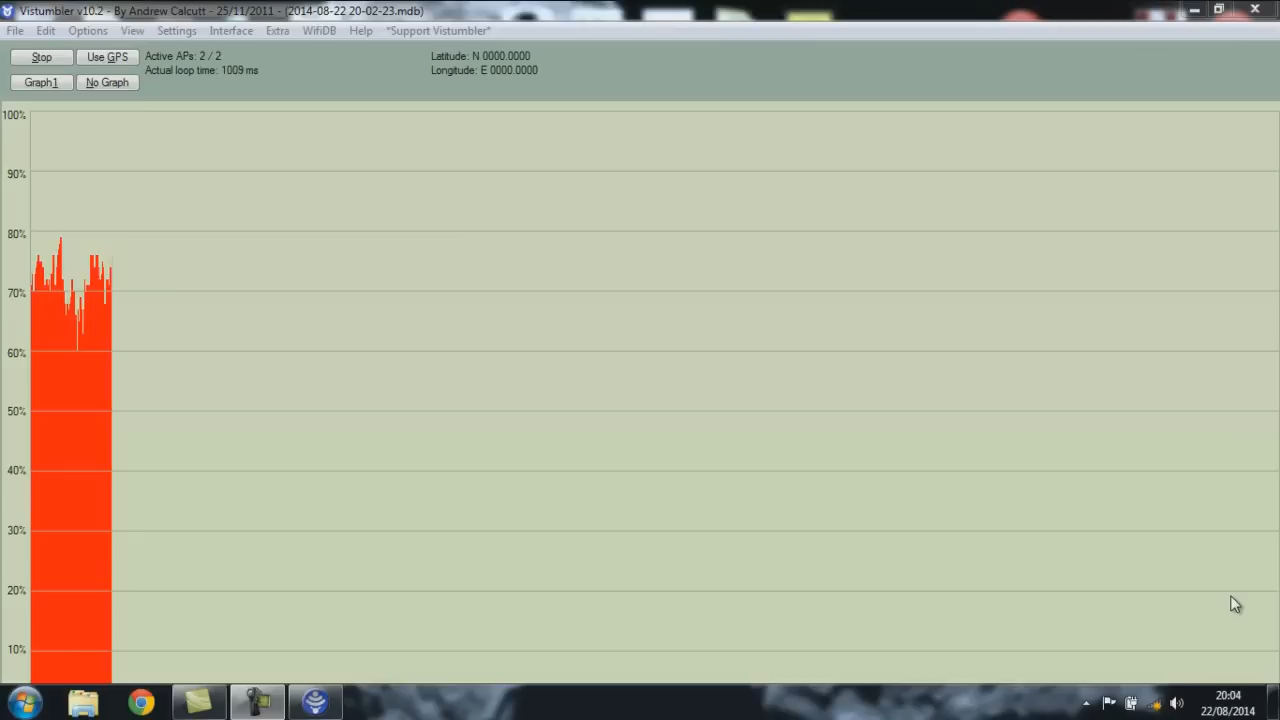 Vistumbler v10.2 - By Andrew Calcutt - 25/11/2011 - (2014-08-22 20-02-23.mdb)
File Edit Options View Settings Interface Extra WifiDB Help *Support Vistumbler*
Stop Use GPS Active APs: 2 / 2 Latitude: N 0000.0000
Actual loop time: 1009 ms Longitude: E 0000.0000
Graph1 No Graph
100%
90%
80%
70%
60%
50%
40%
30%
20%
10%
20:04
22/08/2014